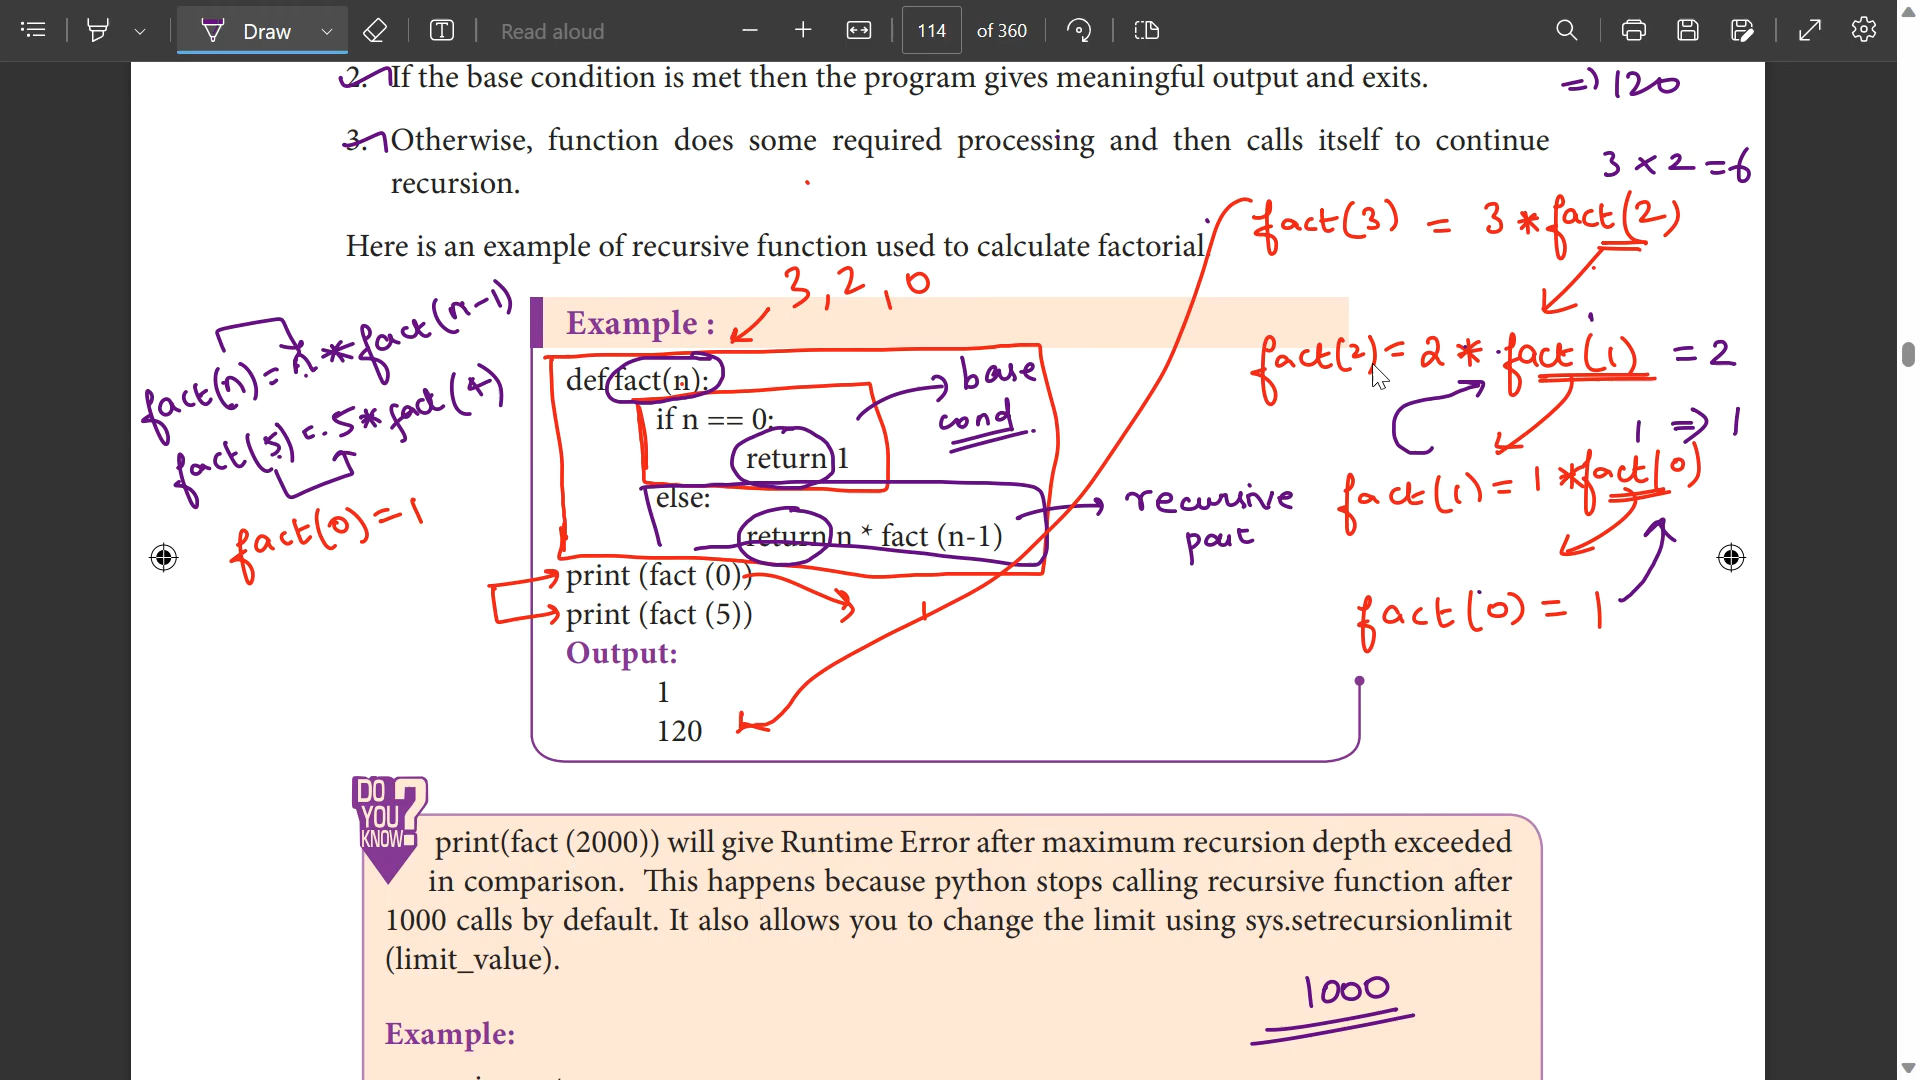 Draw
Read aloud
114 of 360
2. If the base condition is met then the program gives meaningful output and exits.
=> 120
3. Otherwise, function does some required processing and then calls itself to continue
recursion.
3 × 2 = 6
fact(3) = 3 * fact(2)
Here is an example of recursive function used to calculate factorial.
3, 2, 0
fact(n) = n * fact(n-1)
fact(5) = 5 * fact(4)
fact(0) = 1
Example :
def fact(n):
if n == 0:
return 1
else:
return n * fact (n-1)
base
cond
recursive
part
fact(2) = 2 * fact(1) = 2
1 => 1
fact(1) = 1 * fact(0)
fact(0) = 1
print (fact (0))
1
print (fact (5))
Output:
1
120
DO
YOU
KNOW
?
print(fact (2000)) will give Runtime Error after maximum recursion depth exceeded
in comparison. This happens because python stops calling recursive function after
1000 calls by default. It also allows you to change the limit using sys.setrecursionlimit
(limit_value).
1000
Example: